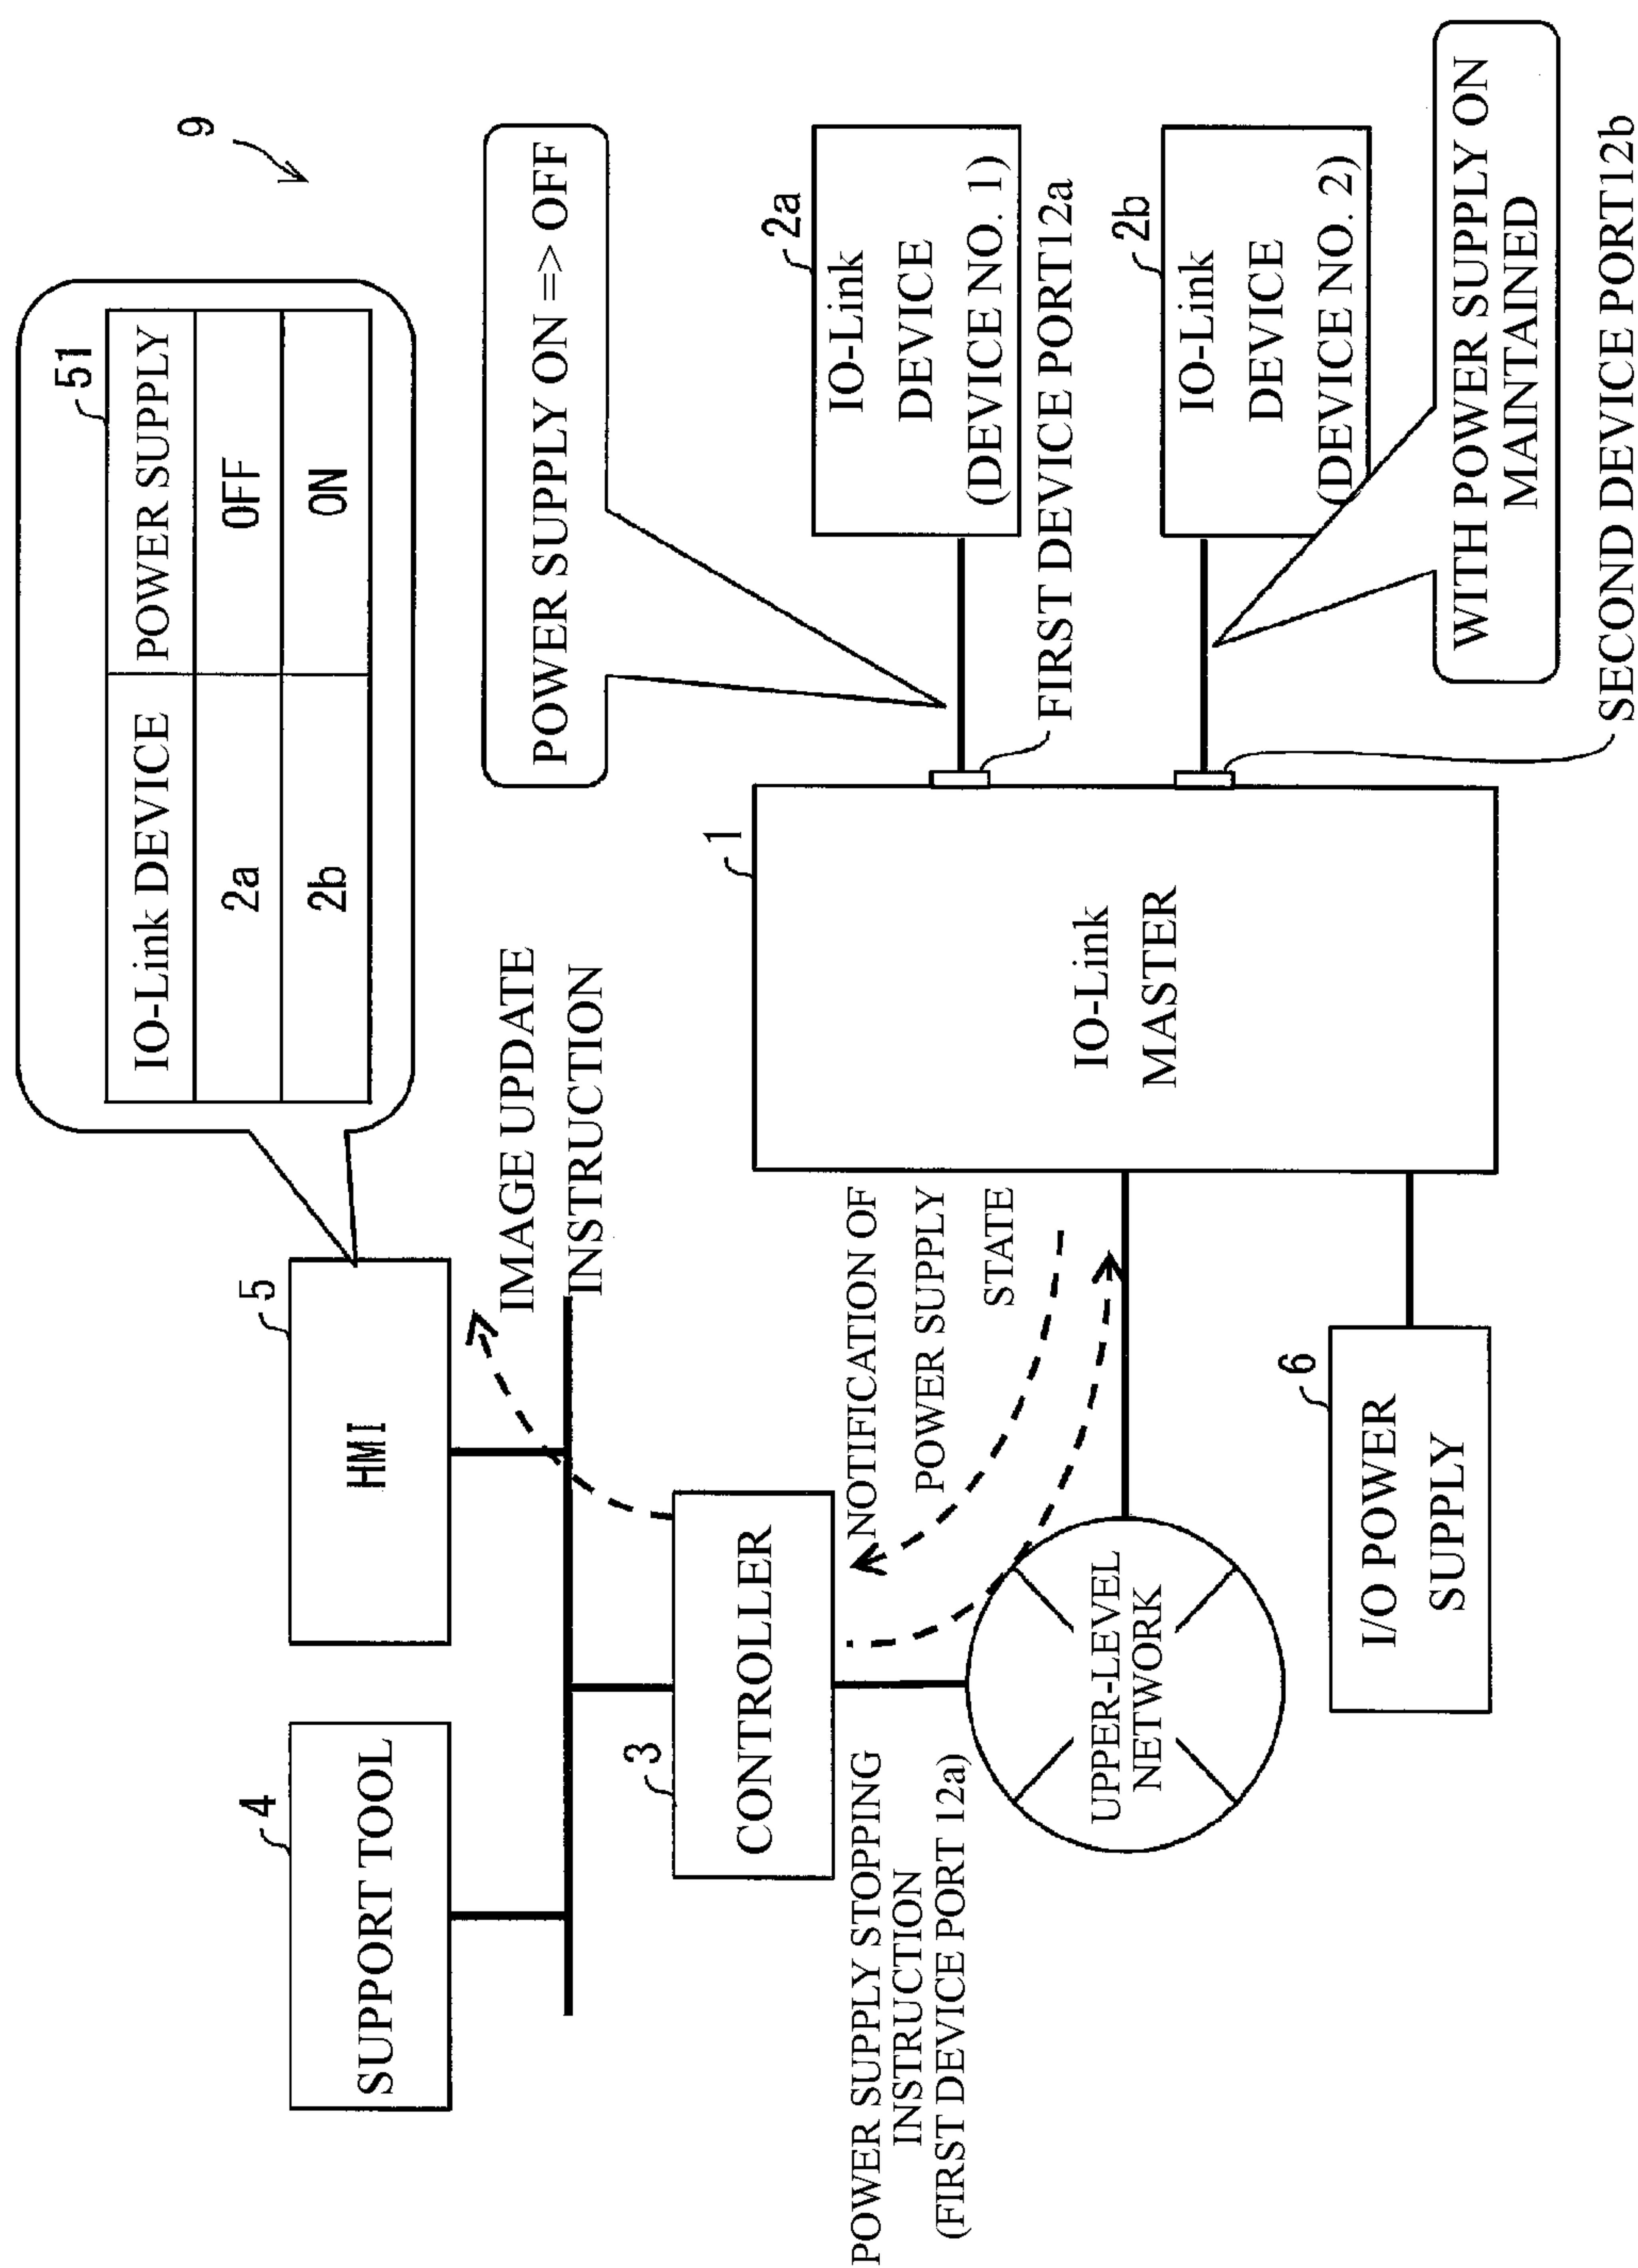 9
51
IO-Link DEVICE POWER SUPPLY
2a OFF
2b ON
4
SUPPORT TOOL
5
HMI
IMAGE UPDATE
INSTRUCTION
POWER SUPPLY ON => OFF
3
CONTROLLER
1
IO-Link
MASTER
2a
IO-Link
DEVICE
(DEVICE NO. 1)
FIRST DEVICE PORT12a
NOTIFICATION OF
POWER SUPPLY
STATE
POWER SUPPLY STOPPING
INSTRUCTION
(FIRST DEVICE PORT 12a)
UPPER-LEVEL
NETWORK
2b
IO-Link
DEVICE
(DEVICE NO. 2)
6
I/O POWER
SUPPLY
WITH POWER SUPPLY ON
MAINTAINED
SECOND DEVICE PORT12b